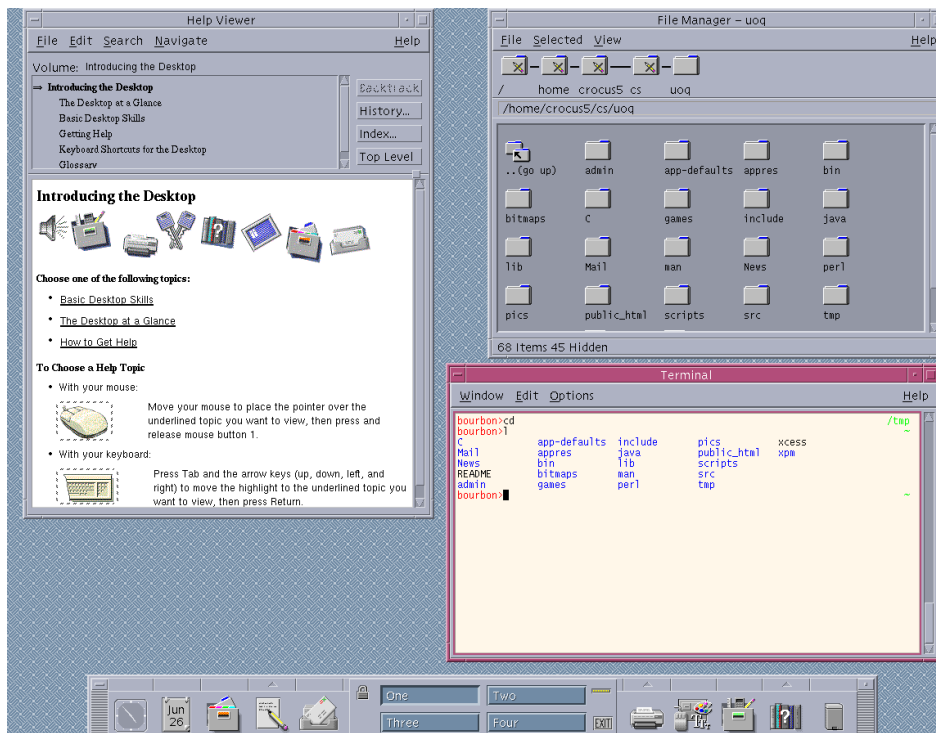 Help Viewer
File Edit Search Navigate Help
Volume: Introducing the Desktop
⇒ Introducing the Desktop
The Desktop at a Glance
Basic Desktop Skills
Getting Help
Keyboard Shortcuts for the Desktop
Glossary
Backtrack
History...
Index...
Top Level
Introducing the Desktop
?
Choose one of the following topics:
• Basic Desktop Skills
• The Desktop at a Glance
• How to Get Help
To Choose a Help Topic
• With your mouse:
Move your mouse to place the pointer over the
underlined topic you want to view, then press and
release mouse button 1.
• With your keyboard:
Press Tab and the arrow keys (up, down, left, and
right) to move the highlight to the underlined topic you
want to view, then press Return.
File Manager – uoq
File Selected View Help
/ home crocus5 cs uoq
/home/crocus5/cs/uoq
..(go up) admin app-defaults appres bin
bitmaps C games include java
lib Mail man News perl
pics public_html scripts src tmp
68 Items 45 Hidden
Terminal
Window Edit Options Help
bourbon>cd /tmp
bourbon>l ~
C app-defaults include pics xcess
Mail appres java public_html xpm
News bin lib scripts
README bitmaps man src
admin games perl tmp
bourbon> ~
Jun
26
One Two
Three Four
EXIT
?